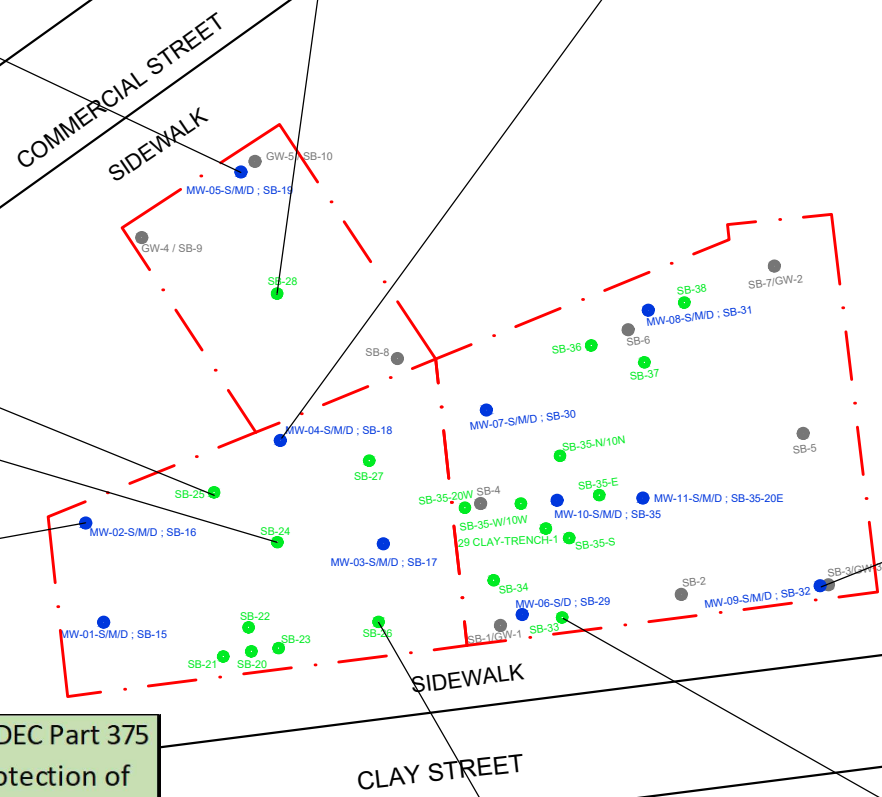 COMMERCIAL STREET
SIDEWALK
GW-5 / SB-10
MW-05-S/M/D ; SB-19
GW-4 / SB-9
SB-28
SB-7/GW-2
SB-38
MW-08-S/M/D ; SB-31
SB-6
SB-36
SB-8
SB-37
MW-07-S/M/D ; SB-30
MW-04-S/M/D ; SB-18
SB-35-N/10N
SB-5
SB-27
SB-35-E
SB-25
SB-35-20W
SB-4
MW-11-S/M/D ; SB-35-20E
MW-10-S/M/D ; SB-35
SB-35-W/10W
MW-02-S/M/D ; SB-16
SB-24
29 CLAY-TRENCH-1
SB-35-S
MW-03-S/M/D ; SB-17
SB-3/GW-3
SB-34
SB-2
MW-09-S/M/D ; SB-32
MW-06-S/D ; SB-29
SB-22
MW-01-S/M/D ; SB-15
SB-26
SB-33
SB-1/GW-1
SB-23
SB-21
SB-20
SIDEWALK
DEC Part 375
otection of
CLAY STREET